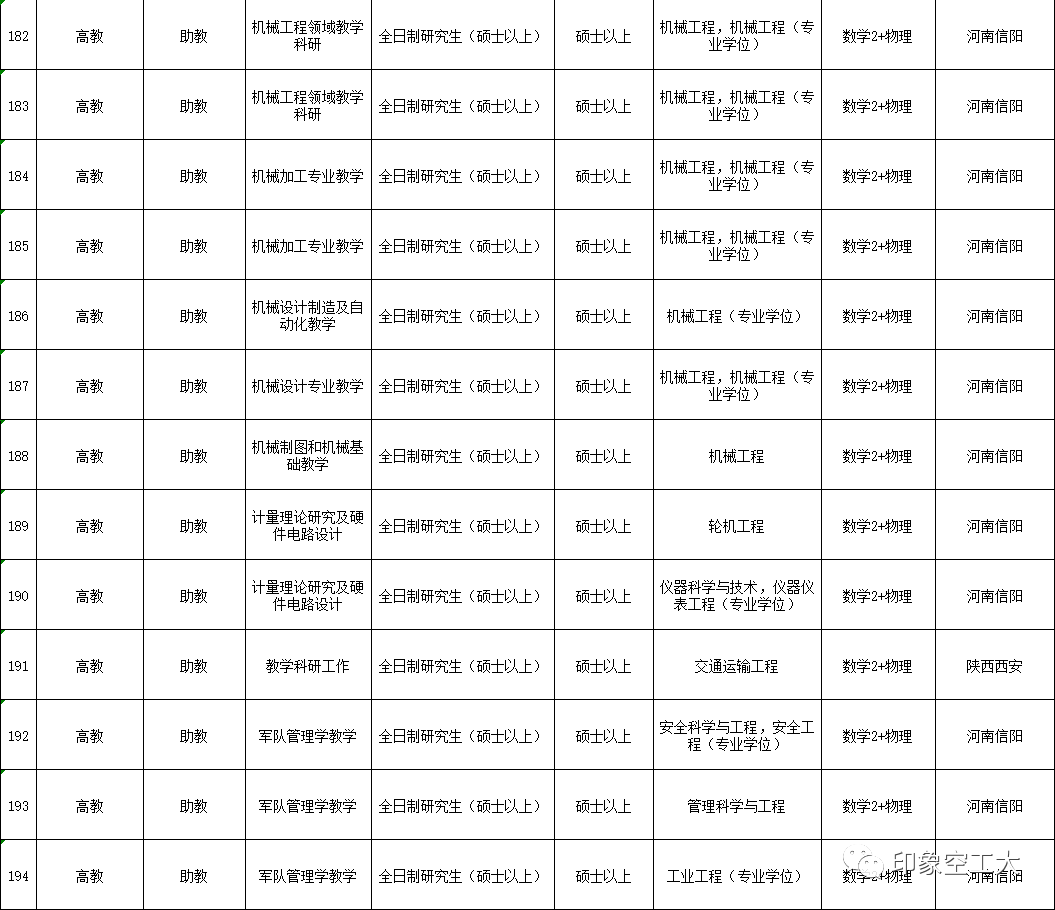 182 高教 助教 机械工程领域教学科研 全日制研究生（硕士以上） 硕士以上 机械工程，机械工程（专业学位） 数学2+物理 河南信阳
183 高教 助教 机械工程领域教学科研 全日制研究生（硕士以上） 硕士以上 机械工程，机械工程（专业学位） 数学2+物理 河南信阳
184 高教 助教 机械加工专业教学 全日制研究生（硕士以上） 硕士以上 机械工程，机械工程（专业学位） 数学2+物理 河南信阳
185 高教 助教 机械加工专业教学 全日制研究生（硕士以上） 硕士以上 机械工程，机械工程（专业学位） 数学2+物理 河南信阳
186 高教 助教 机械设计制造及自动化教学 全日制研究生（硕士以上） 硕士以上 机械工程（专业学位） 数学2+物理 河南信阳
187 高教 助教 机械设计专业教学 全日制研究生（硕士以上） 硕士以上 机械工程，机械工程（专业学位） 数学2+物理 河南信阳
188 高教 助教 机械制图和机械基础教学 全日制研究生（硕士以上） 硕士以上 机械工程 数学2+物理 河南信阳
189 高教 助教 计量理论研究及硬件电路设计 全日制研究生（硕士以上） 硕士以上 轮机工程 数学2+物理 河南信阳
190 高教 助教 计量理论研究及硬件电路设计 全日制研究生（硕士以上） 硕士以上 仪器科学与技术，仪器仪表工程（专业学位） 数学2+物理 河南信阳
191 高教 助教 教学科研工作 全日制研究生（硕士以上） 硕士以上 交通运输工程 数学2+物理 陕西西安
192 高教 助教 军队管理学教学 全日制研究生（硕士以上） 硕士以上 安全科学与工程，安全工程（专业学位） 数学2+物理 河南信阳
193 高教 助教 军队管理学教学 全日制研究生（硕士以上） 硕士以上 管理科学与工程 数学2+物理 河南信阳
194 高教 助教 军队管理学教学 全日制研究生（硕士以上） 硕士以上 工业工程（专业学位） 数学2+物理 河南信阳
印象空工大